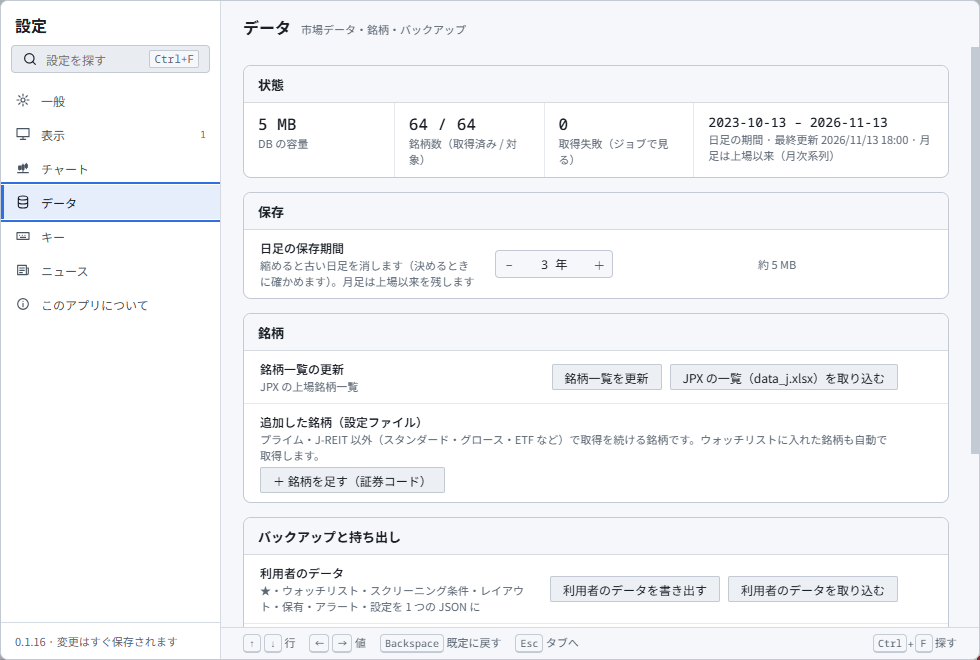 設定
設定を探す Ctrl+F
一般
表示 1
チャート
データ
キー
ニュース
このアプリについて
0.1.16 · 変更はすぐ保存されます
データ 市場データ・銘柄・バックアップ
状態
5 MB
DB の容量
64 / 64
銘柄数（取得済み / 対
象）
0
取得失敗（ジョブで見
る）
2023-10-13 – 2026-11-13
日足の期間 · 最終更新 2026/11/13 18:00 · 月
足は上場以来（月次系列）
保存
日足の保存期間
縮めると古い日足を消します（決めるとき
に確かめます）。月足は上場以来を残します
− 3 年 ＋
約 5 MB
銘柄
銘柄一覧の更新
JPX の上場銘柄一覧
銘柄一覧を更新
JPX の一覧（data_j.xlsx）を取り込む
追加した銘柄（設定ファイル）
プライム・J-REIT 以外（スタンダード・グロース・ETF など）で取得を続ける銘柄です。ウォッチリストに入れた銘柄も自動で
取得します。
＋ 銘柄を足す（証券コード）
バックアップと持ち出し
利用者のデータ
★・ウォッチリスト・スクリーニング条件・レイアウ
ト・保有・アラート・設定を 1 つの JSON に
利用者のデータを書き出す
利用者のデータを取り込む
↑ ↓ 行 ← → 値 Backspace 既定に戻す Esc タブへ Ctrl + F 探す